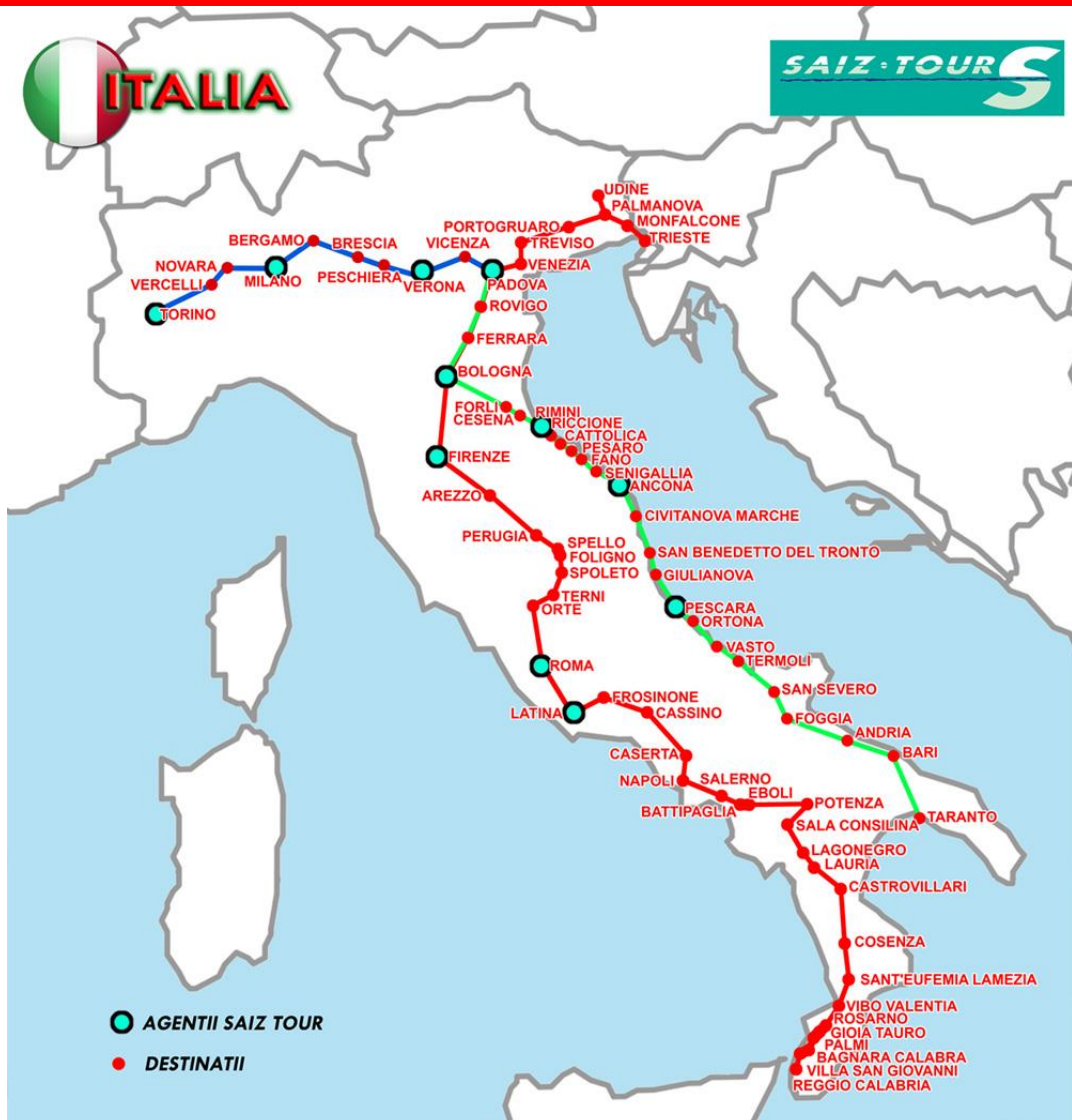 ITALIA
SAIZ·TOUR S
UDINE
PALMANOVA
PORTOGRUARO
MONFALCONE
TREVISO
TRIESTE
BERGAMO
BRESCIA
VICENZA
VENEZIA
NOVARA
MILANO
PESCHIERA
VERONA
PADOVA
VERCELLI
TORINO
ROVIGO
FERRARA
BOLOGNA
FORLI
RIMINI
CESENA
RICCIONE
CATTOLICA
PESARO
FIRENZE
FANO
SENIGALLIA
ANCONA
AREZZO
CIVITANOVA MARCHE
PERUGIA
SPELLO
FOLIGNO
SAN BENEDETTO DEL TRONTO
SPOLETO
GIULIANOVA
TERNI
ORTE
PESCARA
ORTONA
VASTO
TERMOLI
ROMA
SAN SEVERO
FROSINONE
LATINA
CASSINO
FOGGIA
ANDRIA
CASERTA
BARI
NAPOLI
SALERNO
EBOLI
BATTIPAGLIA
POTENZA
TARANTO
SALA CONSILINA
LAGONEGRO
LAURIA
CASTROVILLARI
COSENZA
SANT'EUFEMIA LAMEZIA
VIBO VALENTIA
ROSARNO
GIOIA TAURO
PALMI
BAGNARA CALABRA
VILLA SAN GIOVANNI
REGGIO CALABRIA
AGENTII SAIZ TOUR
DESTINATII